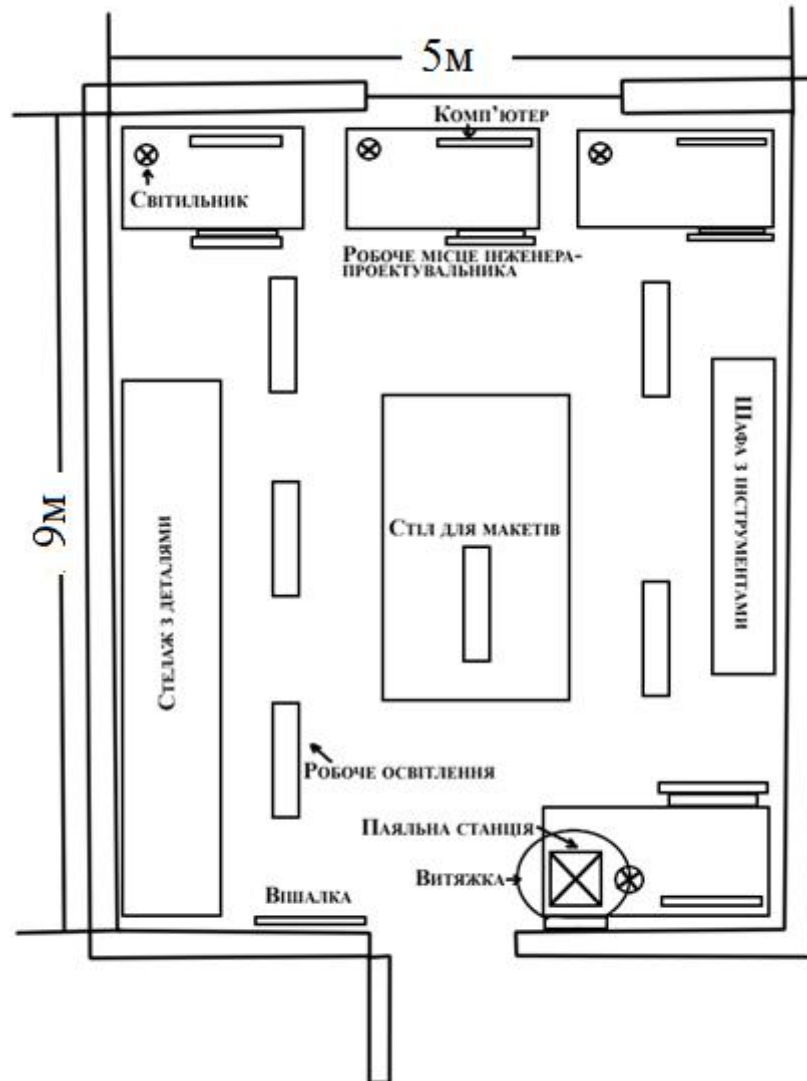 5м
Комп’ютер
Світильник
Робоче місце інженера-
проектувальника
Шафа з інструментами
9м
Стіл для макетів
Стелаж з деталями
Робоче освітлення
Паяльна станція
Витяжка
Вішалка